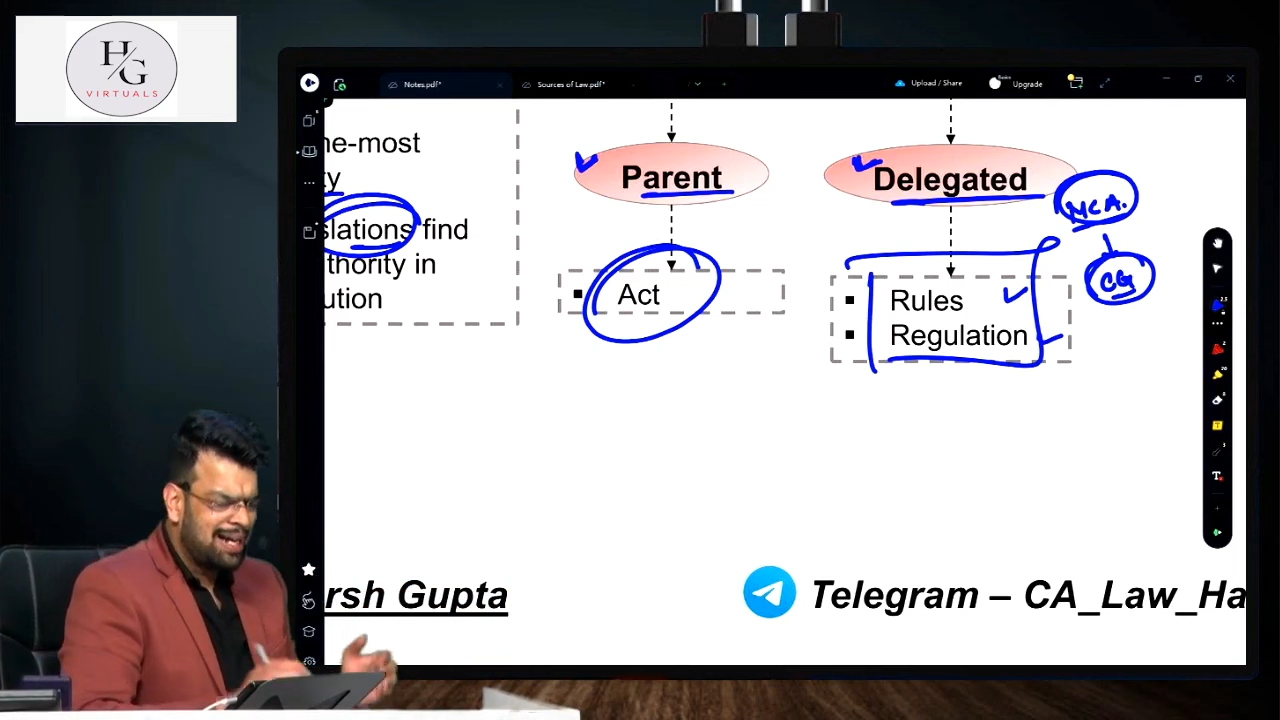 H/G
VIRTUALS
Notes.pdf*
Sources of Law.pdf*
Upload / Share
Upgrade
ne-most
ty
slations find
thority in
ution
Parent
Act
Delegated
MCA.
CG
Rules
Regulation
rsh Gupta
Telegram – CA_Law_Ha